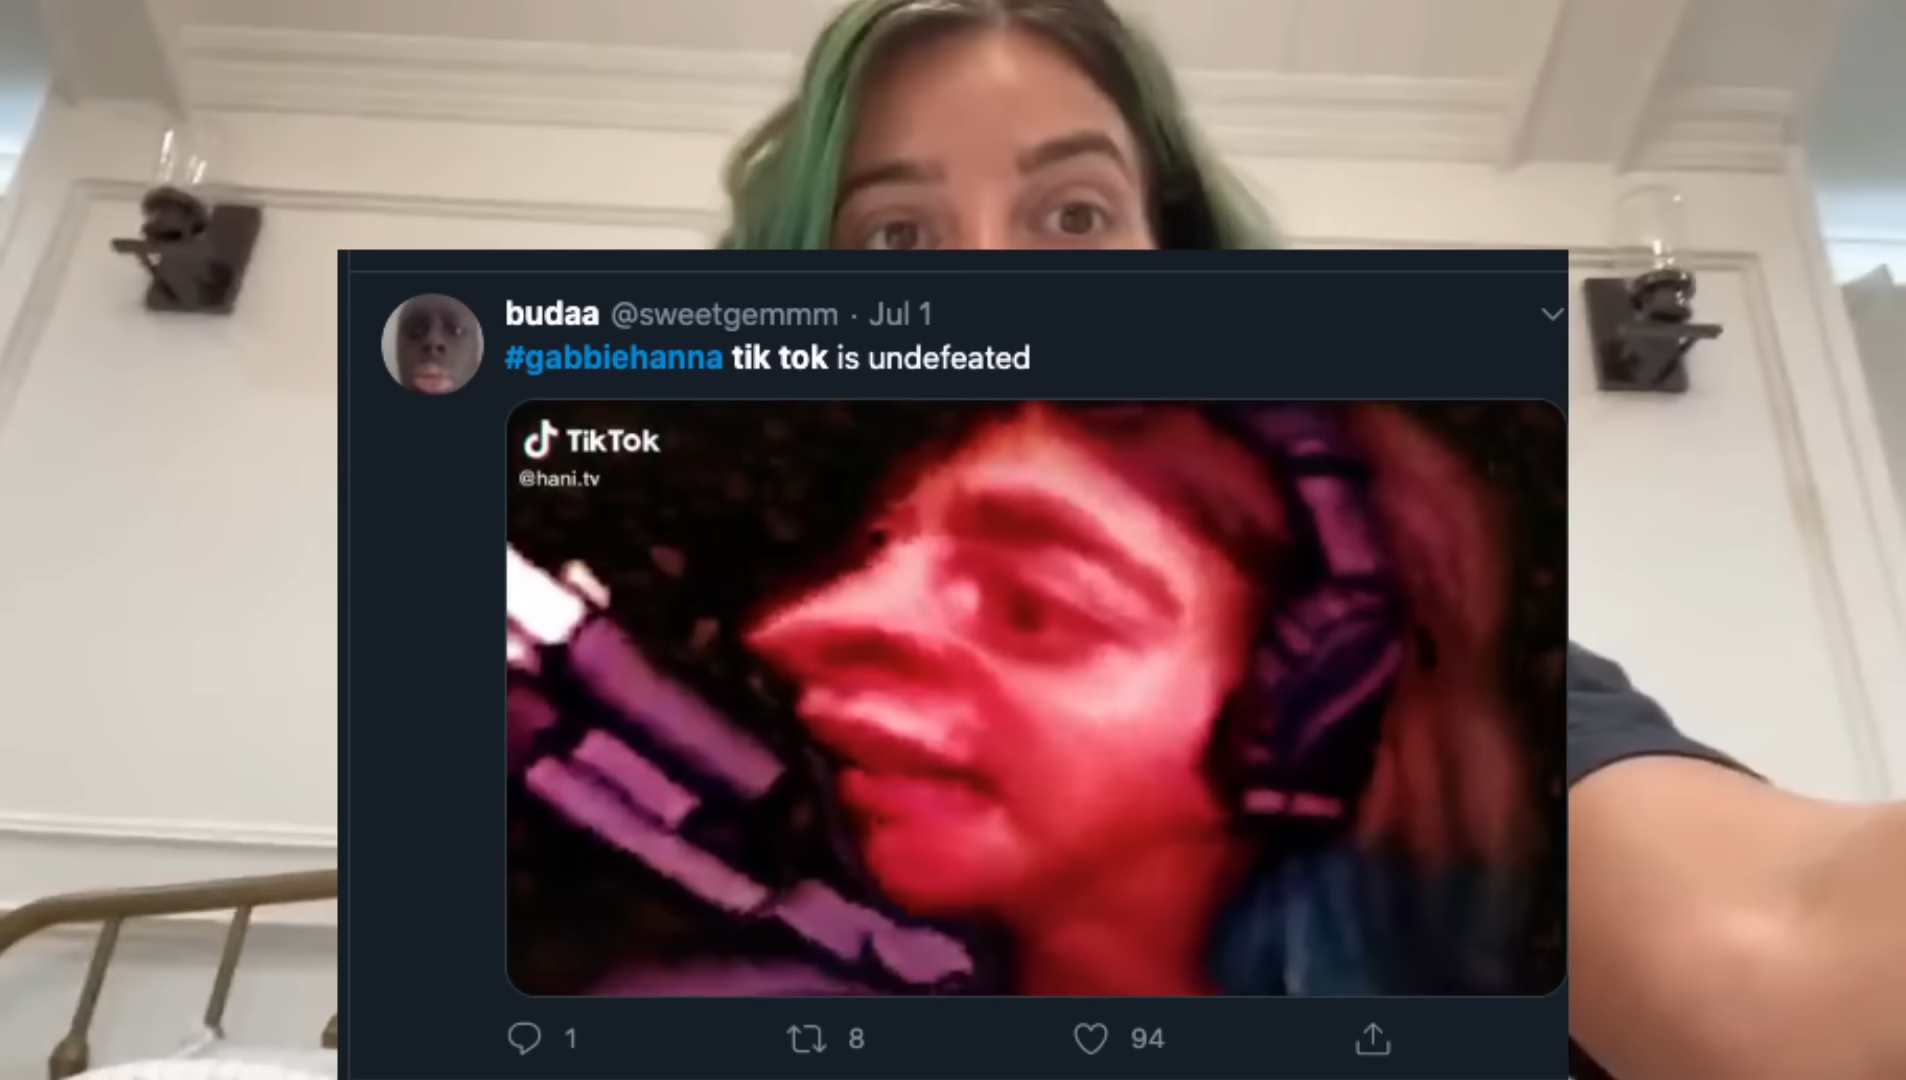 budaa @sweetgemmm · Jul 1
#gabbiehanna tik tok is undefeated
TikTok
@hani.tv
1 8 94